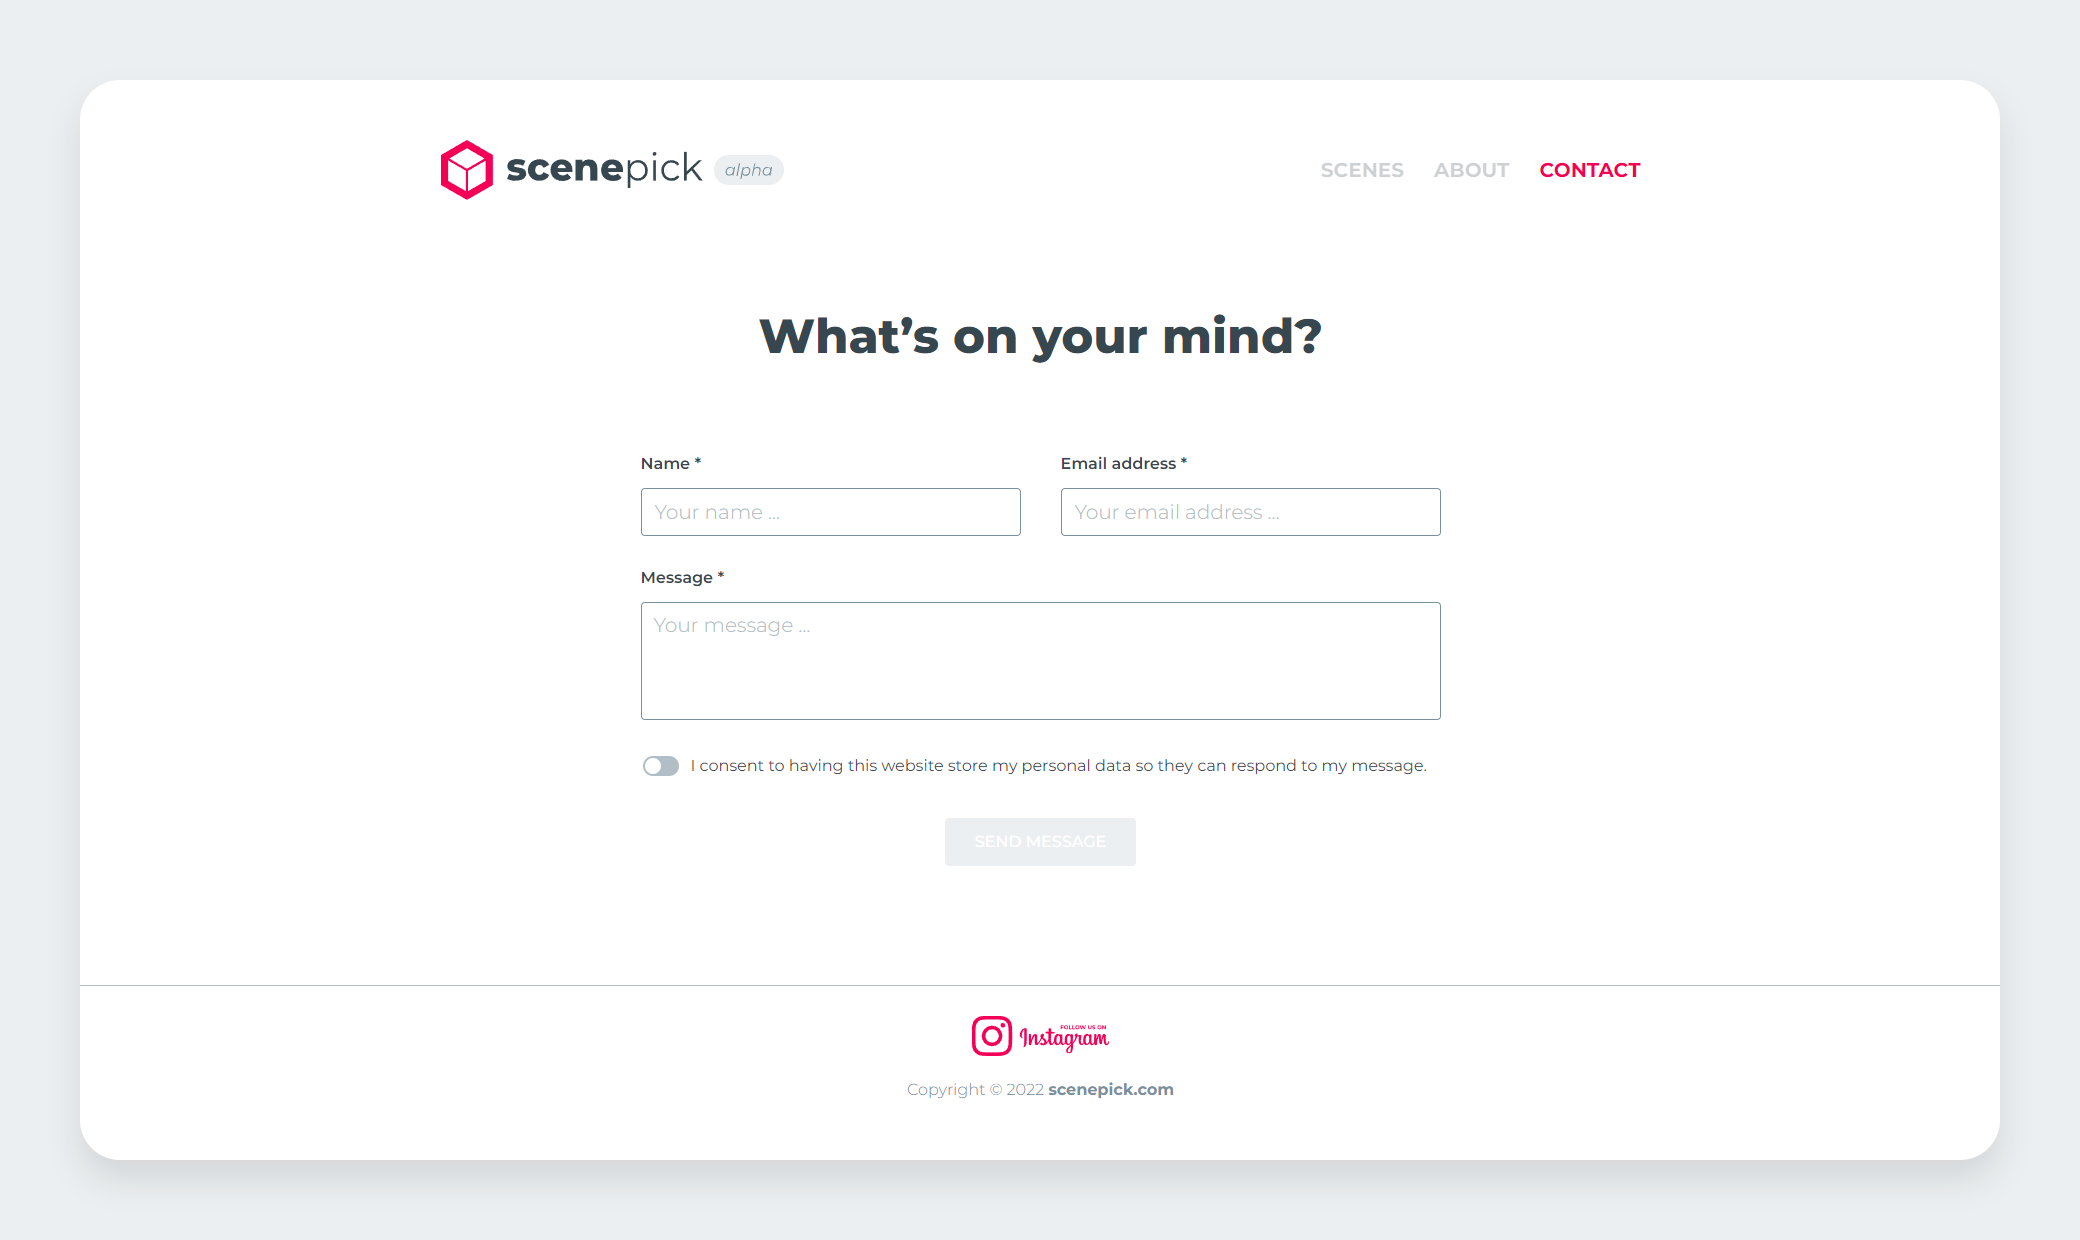 scenepick alpha
SCENES ABOUT CONTACT
What’s on your mind?
Name * Email address *
Your name ... Your email address ...
Message *
Your message ...
I consent to having this website store my personal data so they can respond to my message.
SEND MESSAGE
FOLLOW US ON
Instagram
Copyright © 2022 scenepick.com